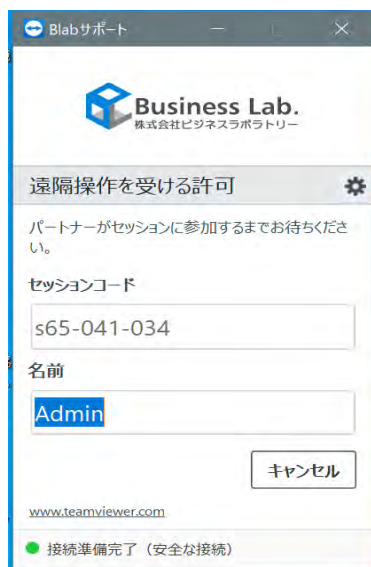 Blabサポート
Business Lab.
株式会社ビジネスラボラトリー
遠隔操作を受ける許可
パートナーがセッションに参加するまでお待ちくださ
い。
セッションコード
s65-041-034
名前
Admin
キャンセル
www.teamviewer.com
接続準備完了（安全な接続）